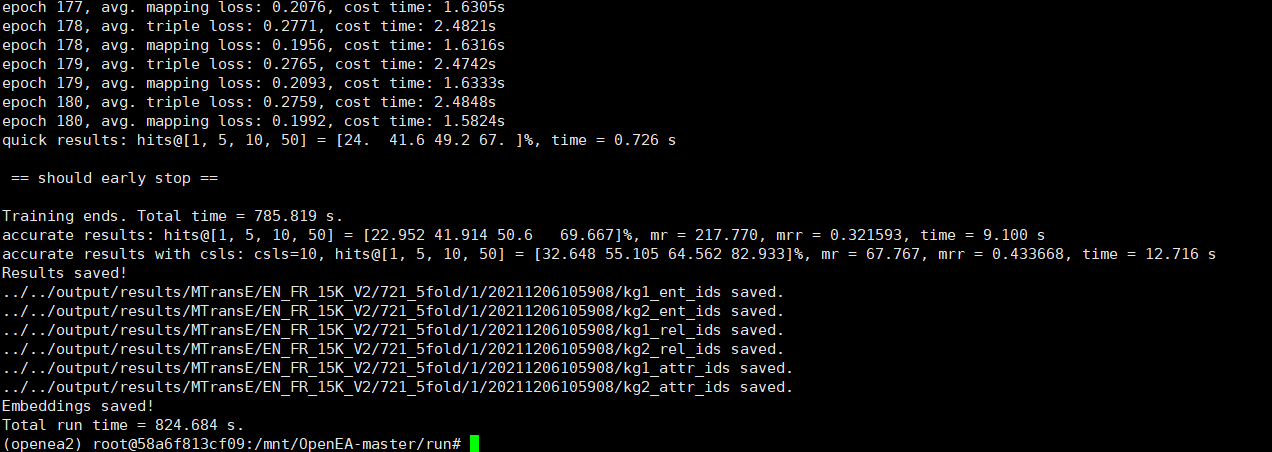 epoch 177, avg. mapping loss: 0.2076, cost time: 1.6305s
epoch 178, avg. triple loss: 0.2771, cost time: 2.4821s
epoch 178, avg. mapping loss: 0.1956, cost time: 1.6316s
epoch 179, avg. triple loss: 0.2765, cost time: 2.4742s
epoch 179, avg. mapping loss: 0.2093, cost time: 1.6333s
epoch 180, avg. triple loss: 0.2759, cost time: 2.4848s
epoch 180, avg. mapping loss: 0.1992, cost time: 1.5824s
quick results: hits@[1, 5, 10, 50] = [24.  41.6 49.2 67. ]%, time = 0.726 s
 == should early stop ==
Training ends. Total time = 785.819 s.
accurate results: hits@[1, 5, 10, 50] = [22.952 41.914 50.6   69.667]%, mr = 217.770, mrr = 0.321593, time = 9.100 s
accurate results with csls: csls=10, hits@[1, 5, 10, 50] = [32.648 55.105 64.562 82.933]%, mr = 67.767, mrr = 0.433668, time = 12.716 s
Results saved!
../../output/results/MTransE/EN_FR_15K_V2/721_5fold/1/20211206105908/kg1_ent_ids saved.
../../output/results/MTransE/EN_FR_15K_V2/721_5fold/1/20211206105908/kg2_ent_ids saved.
../../output/results/MTransE/EN_FR_15K_V2/721_5fold/1/20211206105908/kg1_rel_ids saved.
../../output/results/MTransE/EN_FR_15K_V2/721_5fold/1/20211206105908/kg2_rel_ids saved.
../../output/results/MTransE/EN_FR_15K_V2/721_5fold/1/20211206105908/kg1_attr_ids saved.
../../output/results/MTransE/EN_FR_15K_V2/721_5fold/1/20211206105908/kg2_attr_ids saved.
Embeddings saved!
Total run time = 824.684 s.
(openea2) root@58a6f813cf09:/mnt/OpenEA-master/run#